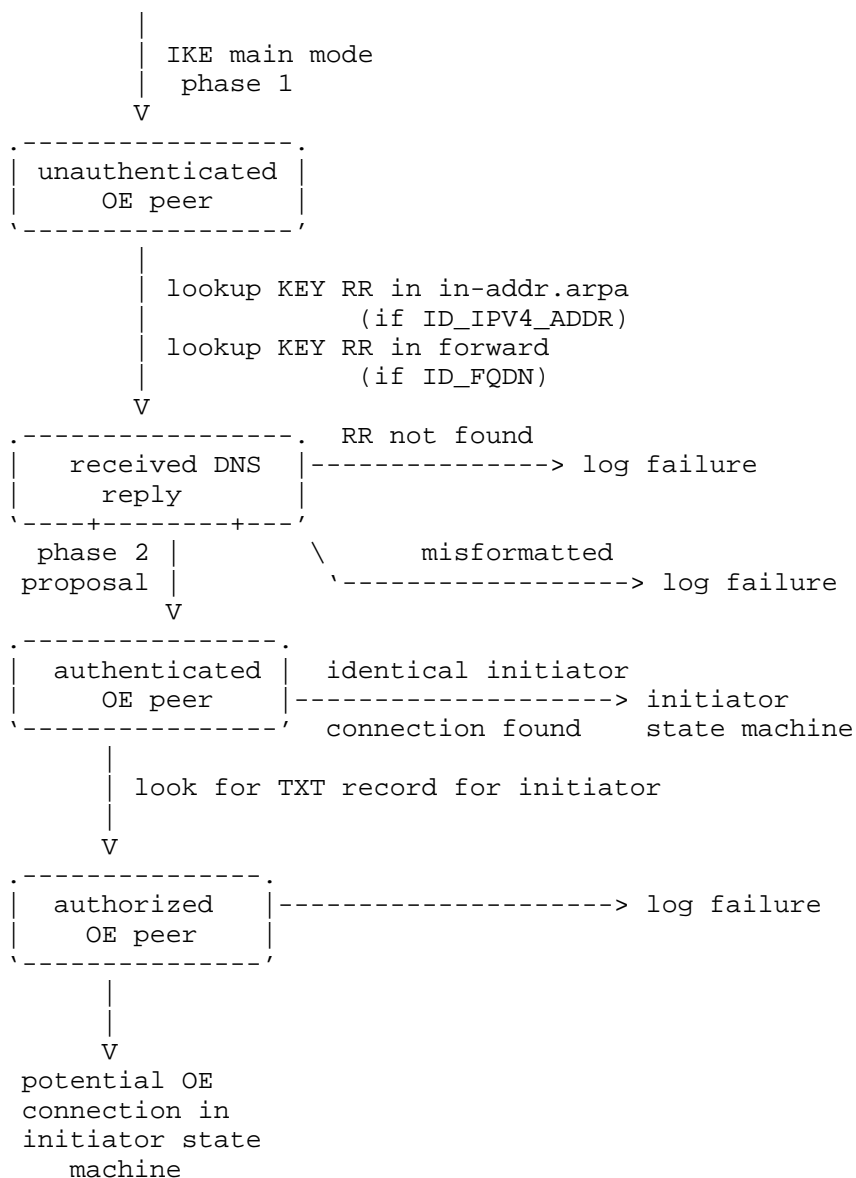 |
| IKE main mode
| phase 1
V
.-----------------.
| unauthenticated |
| OE peer |
`-----------------'
|
| lookup KEY RR in in-addr.arpa
| (if ID_IPV4_ADDR)
| lookup KEY RR in forward
| (if ID_FQDN)
V
.-----------------. RR not found
| received DNS |---------------> log failure
| reply |
`----+--------+---'
phase 2 | \ misformatted
proposal | `------------------> log failure
V
.----------------.
| authenticated | identical initiator
| OE peer |--------------------> initiator
`----------------' connection found state machine
|
| look for TXT record for initiator
|
V
.---------------.
| authorized |---------------------> log failure
| OE peer |
`---------------'
|
|
V
potential OE
connection in
initiator state
machine